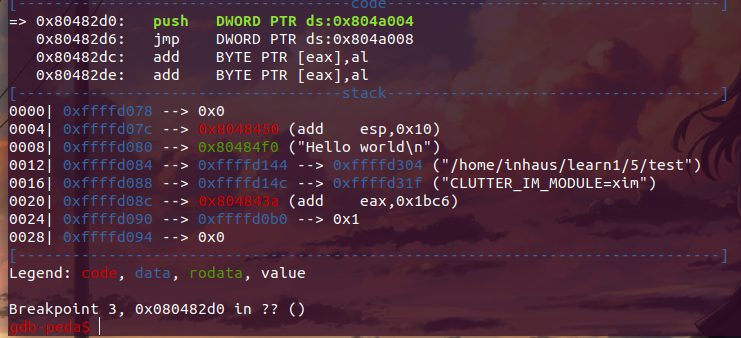 [------------------------------------code------------------------------------]
=> 0x80482d0: push DWORD PTR ds:0x804a004
0x80482d6: jmp DWORD PTR ds:0x804a008
0x80482dc: add BYTE PTR [eax],al
0x80482de: add BYTE PTR [eax],al
[------------------------------------stack------------------------------------]
0000| 0xffffd078 --> 0x0
0004| 0xffffd07c --> 0x8048450 (add esp,0x10)
0008| 0xffffd080 --> 0x80484f0 ("Hello world\n")
0012| 0xffffd084 --> 0xffffd144 --> 0xffffd304 ("/home/inhaus/learn1/5/test")
0016| 0xffffd088 --> 0xffffd14c --> 0xffffd31f ("CLUTTER_IM_MODULE=xim")
0020| 0xffffd08c --> 0x804843a (add eax,0x1bc6)
0024| 0xffffd090 --> 0xffffd0b0 --> 0x1
0028| 0xffffd094 --> 0x0
[------------------------------------------------------------------------------]
Legend: code, data, rodata, value
Breakpoint 3, 0x080482d0 in ?? ()
gdb-peda$